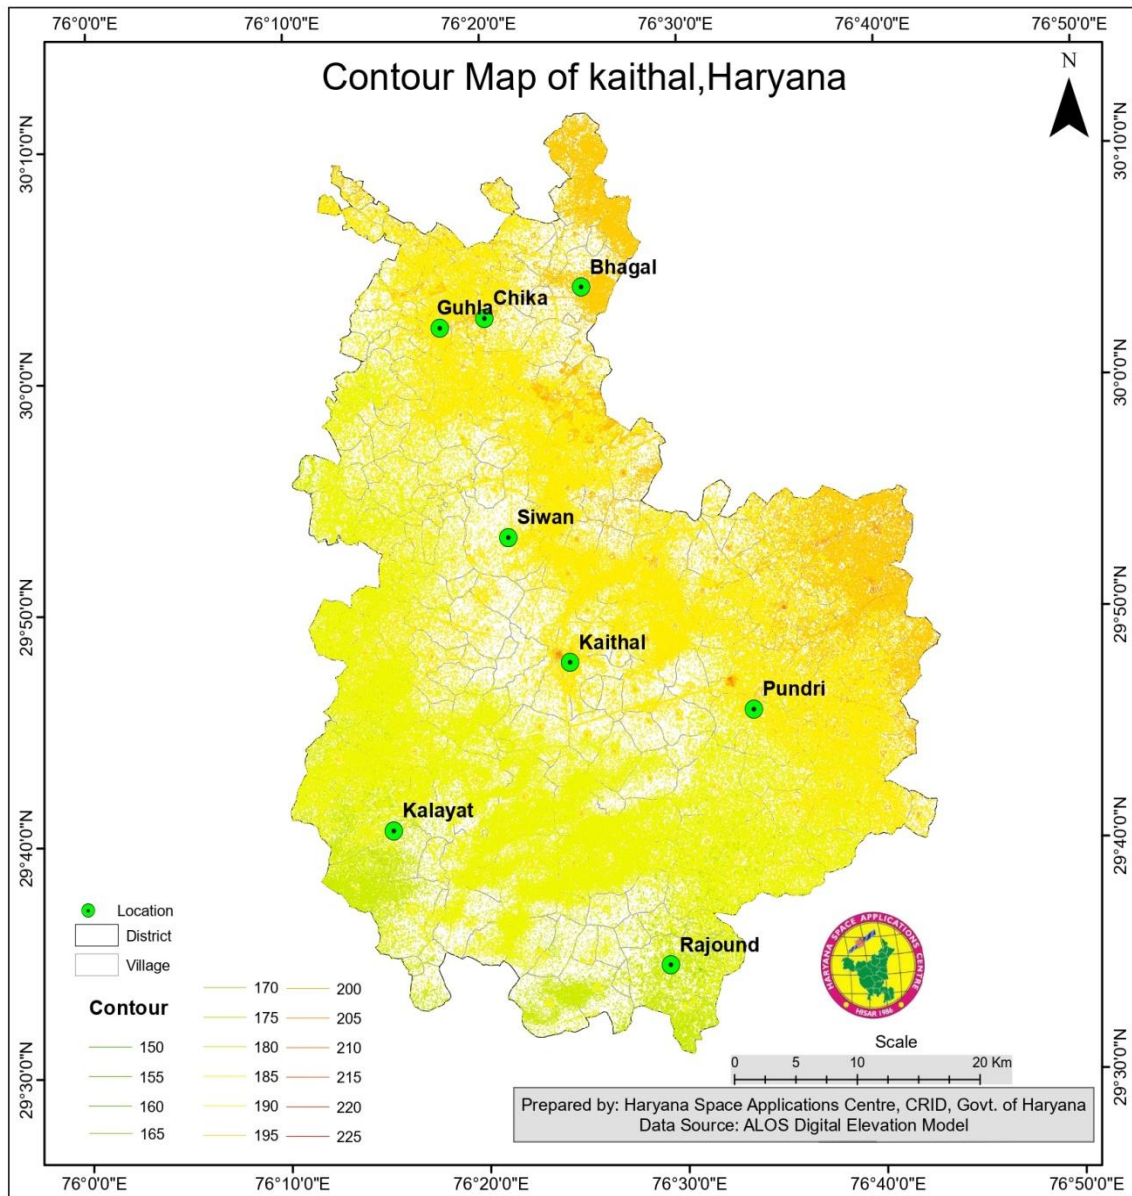 76°0'0"E 76°10'0"E 76°20'0"E 76°30'0"E 76°40'0"E 76°50'0"E
Contour Map of kaithal,Haryana
N
30°10'0"N
30°10'0"N
Bhagal
Chika
Guhla
30°0'0"N
30°0'0"N
Siwan
29°50'0"N
29°50'0"N
Kaithal
Pundri
Kalayat
29°40'0"N
29°40'0"N
Rajound
Location
District
Village
Contour
150
155
160
165
170
175
180
185
190
195
200
205
210
215
220
225
HARYANA SPACE APPLICATIONS CENTRE
HISAR 1986
Scale
0 5 10 20 Km
29°30'0"N
29°30'0"N
Prepared by: Haryana Space Applications Centre, CRID, Govt. of Haryana
Data Source: ALOS Digital Elevation Model
76°0'0"E 76°10'0"E 76°20'0"E 76°30'0"E 76°40'0"E 76°50'0"E